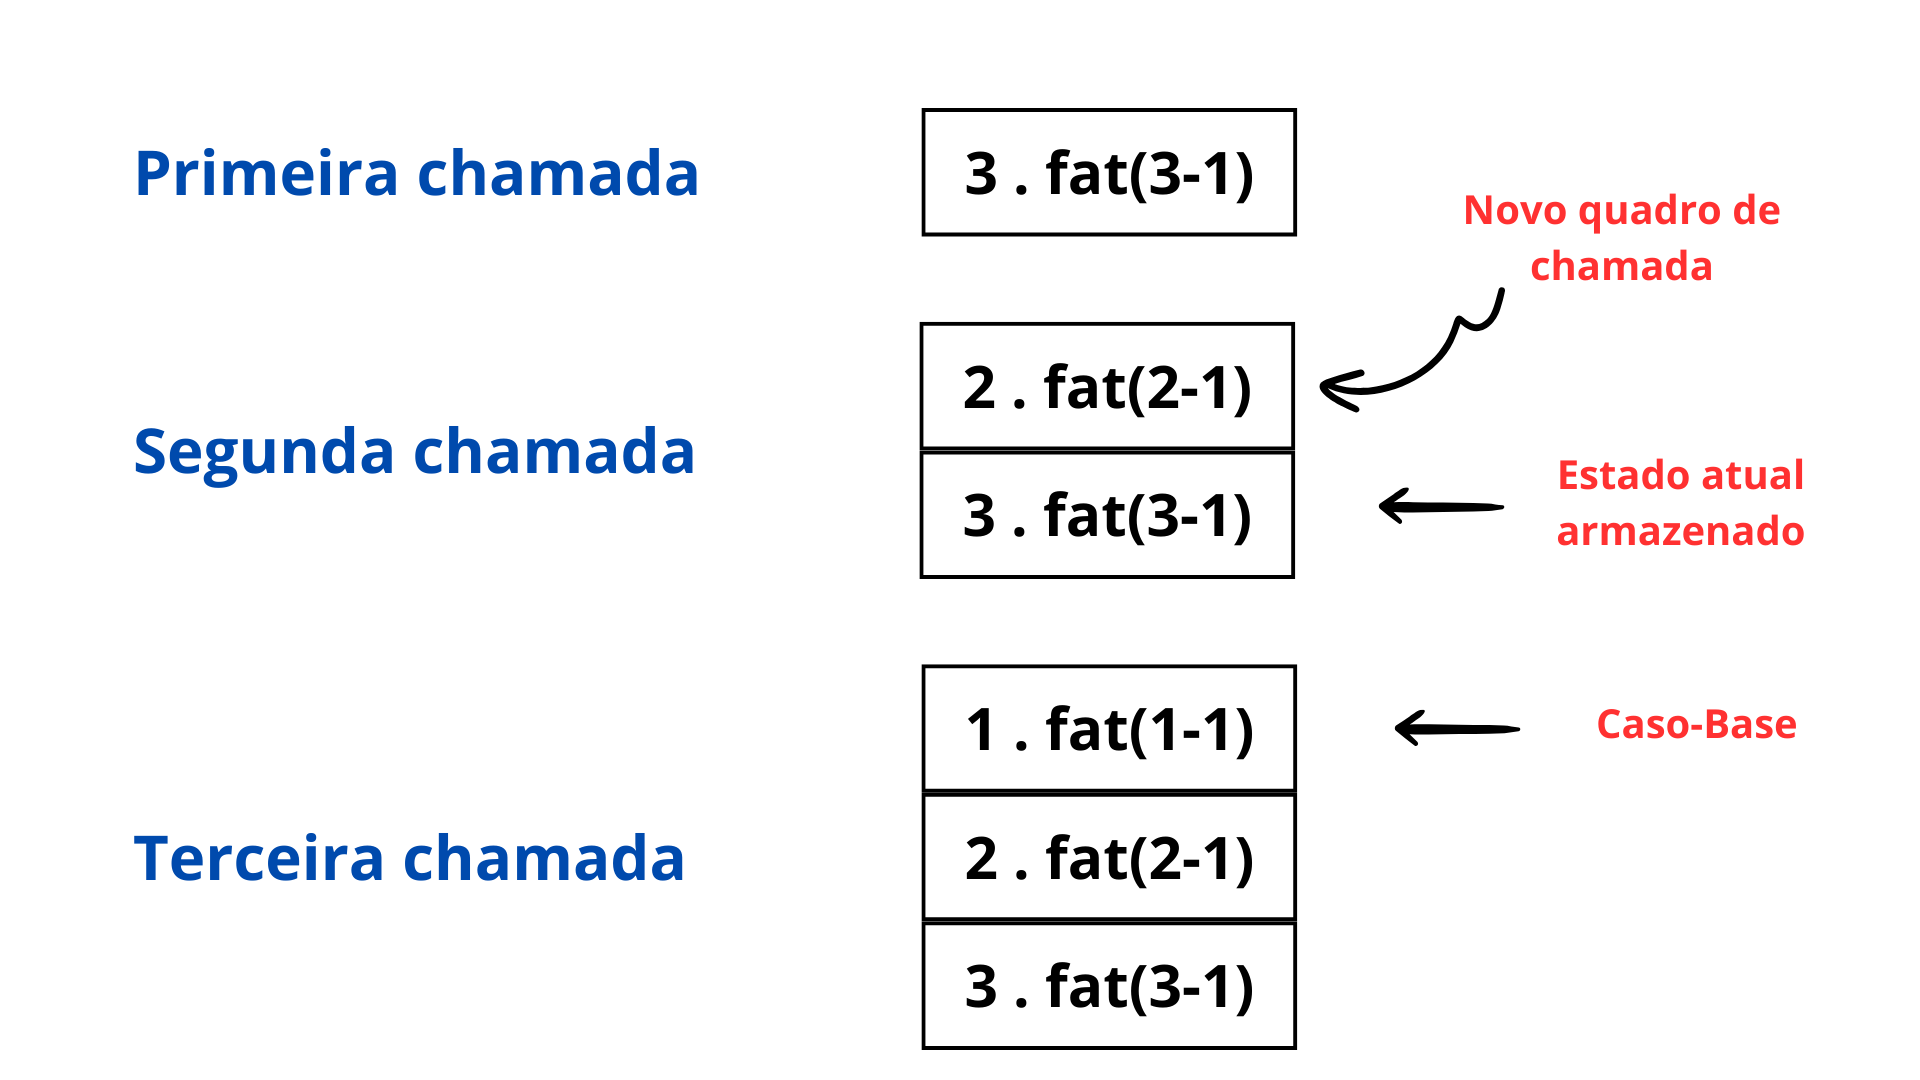 Primeira chamada
3 . fat(3-1)
Novo quadro de
chamada
Segunda chamada
2 . fat(2-1)
3 . fat(3-1)
Estado atual
armazenado
Terceira chamada
1 . fat(1-1)
Caso-Base
2 . fat(2-1)
3 . fat(3-1)